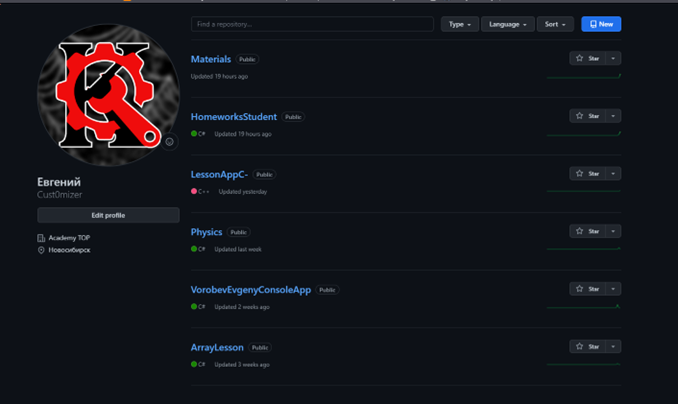 Find a repository...
Type
Language
Sort
New
Materials Public
Star
Updated 19 hours ago
HomeworksStudent Public
Star
C# Updated 19 hours ago
LessonAppC- Public
Star
C++ Updated yesterday
Physics Public
Star
C# Updated last week
VorobevEvgenyConsoleApp Public
Star
C# Updated 2 weeks ago
ArrayLesson Public
Star
C# Updated 3 weeks ago
Евгений
Cust0mizer
Edit profile
Academy TOP
Новосибирск